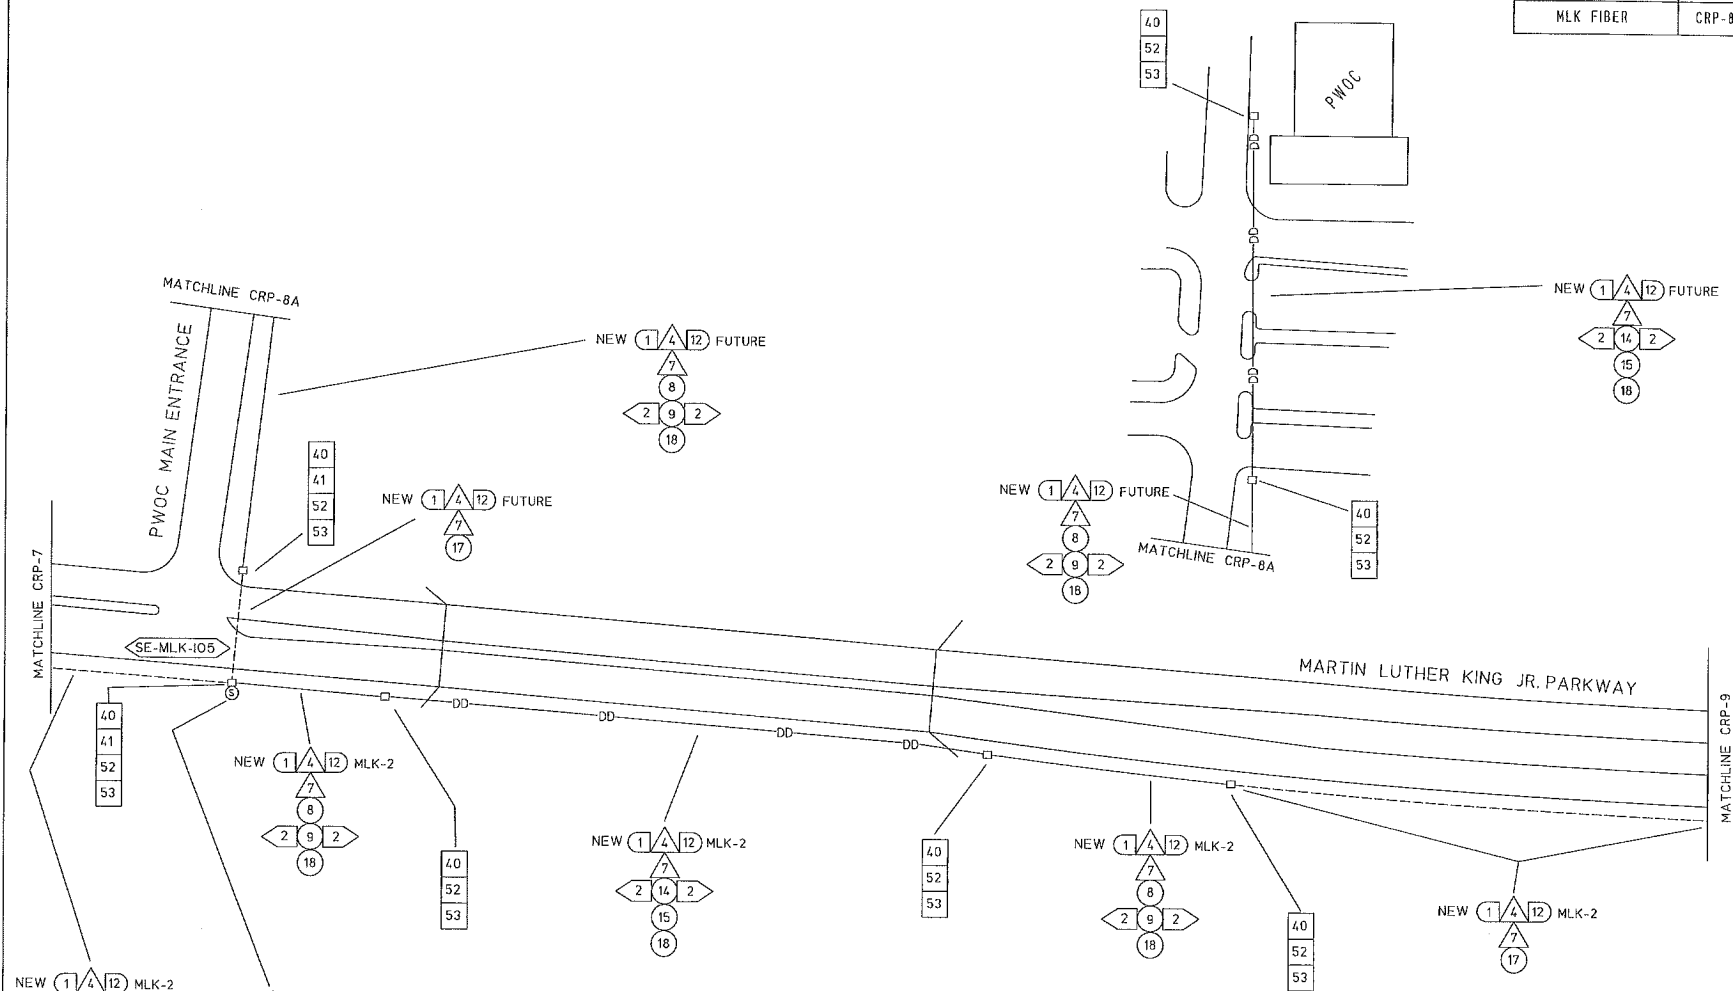 MLK FIBER CRP-8
40
52
53
PWOC
MATCHLINE CRP-8A
PWOC MAIN ENTRANCE
NEW 1 4 12 FUTURE
7
8
2 9 2
18
NEW 1 4 12 FUTURE
7
2 14 2
15
18
40
41
52
53
NEW 1 4 12 FUTURE
7
17
NEW 1 4 12 FUTURE
7
8
2 9 2
18
MATCHLINE CRP-8A
40
52
53
MATCHLINE CRP-7
SE-MLK-105
S
MARTIN LUTHER KING JR. PARKWAY
MATCHLINE CRP-9
DD DD DD DD
40
41
52
53
NEW 1 4 12 MLK-2
7
8
2 9 2
18
40
52
53
NEW 1 4 12 MLK-2
7
2 14 2
15
18
40
52
53
NEW 1 4 12 MLK-2
7
8
2 9 2
18
40
52
53
NEW 1 4 12 MLK-2
7
17
NEW 1 4 12 MLK-2